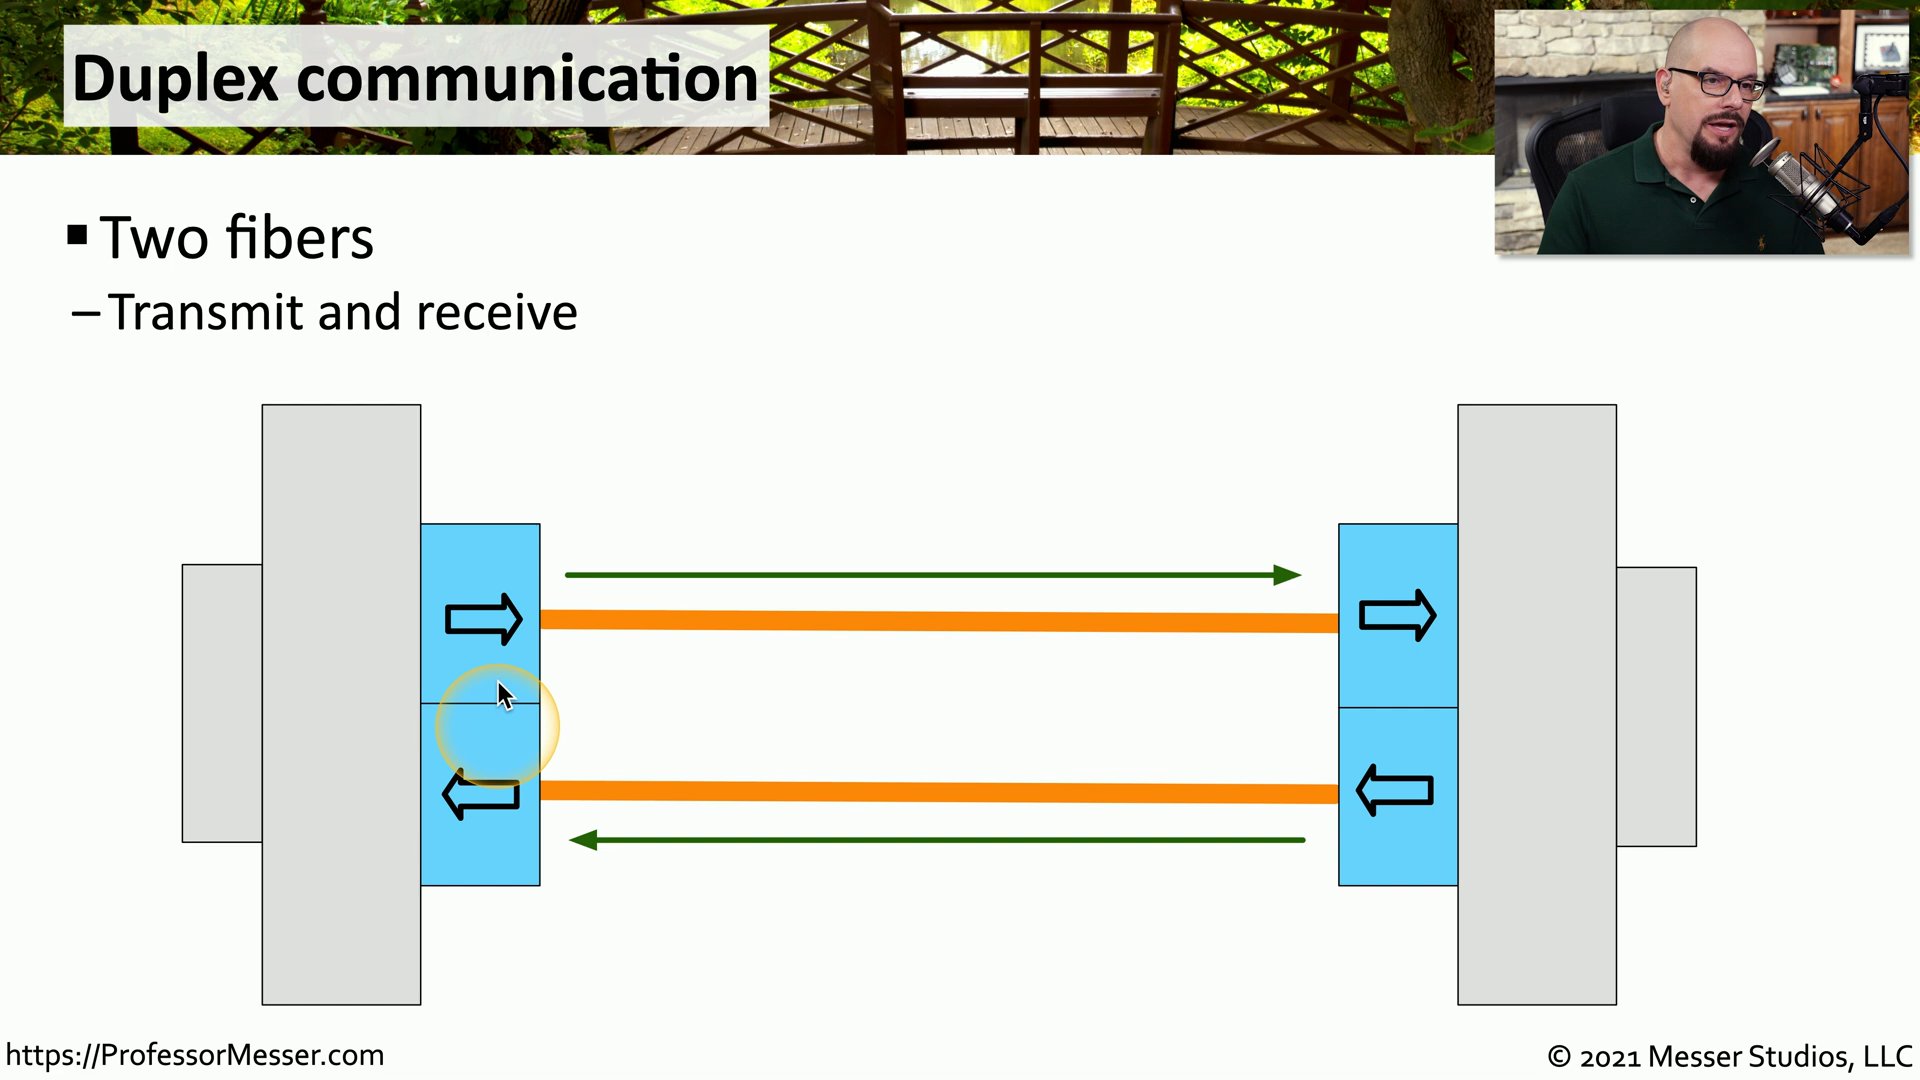 Duplex communication
Two fibers
– Transmit and receive
https://ProfessorMesser.com
© 2021 Messer Studios, LLC